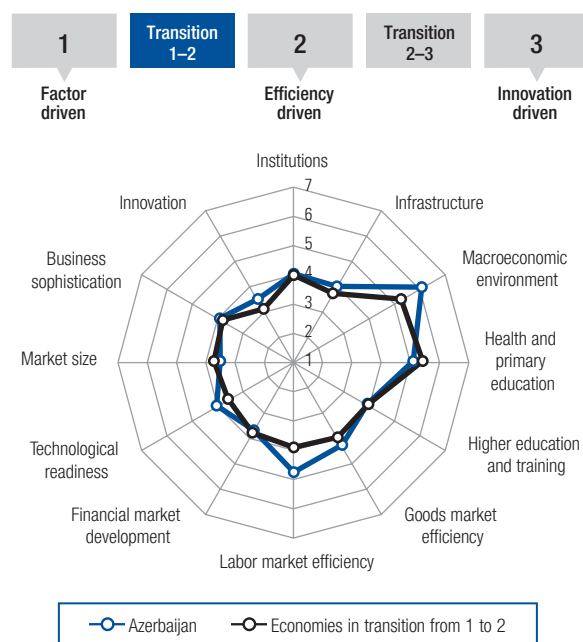 1
Transition
1–2
2
Transition
2–3
3
Factor
driven
Efficiency
driven
Innovation
driven
Institutions
7
6
5
4
3
2
1
Infrastructure
Macroeconomic
environment
Health and
primary
education
Higher education
and training
Goods market
efficiency
Labor market efficiency
Financial market
development
Technological
readiness
Market size
Business
sophistication
Innovation
Azerbaijan
Economies in transition from 1 to 2